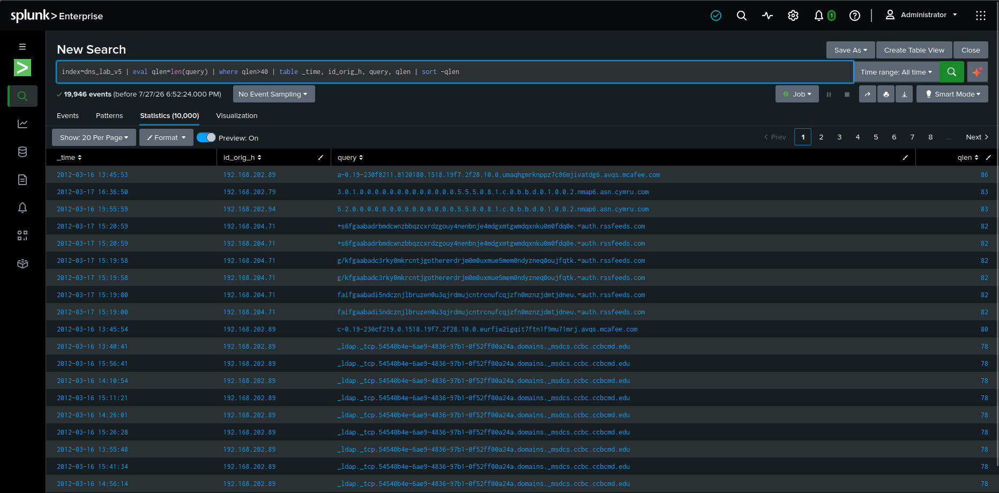 splunk>Enterprise
1
Administrator
New Search
Save As
Create Table View
Close
index=dns_lab_v5 | eval qlen=len(query) | where qlen>40 | table _time, id_orig_h, query, qlen | sort -qlen
Time range: All time
19,946 events (before 7/27/26 6:52:24.000 PM)
No Event Sampling
Job
Smart Mode
Events
Patterns
Statistics (10,000)
Visualization
Show: 20 Per Page
Format
Preview: On
< Prev 1 2 3 4 5 6 7 8 ... Next >
_time id_orig_h query qlen
2012-03-16 13:45:53 192.168.202.89 a-0.19-230f8211.8120180.1518.19f7.2f28.10.0.umaqhgmrknppz7c86mjivatdg6.avqs.mcafee.com 86
2012-03-17 16:36:50 192.168.202.79 3.0.1.0.0.0.0.0.0.0.0.0.0.0.0.0.5.5.5.0.8.1.c.0.b.b.d.0.1.0.0.2.nmap6.asn.cymru.com 83
2012-03-16 19:55:59 192.168.202.94 5.2.0.0.0.0.0.0.0.0.0.0.0.0.0.0.5.5.8.0.8.1.c.0.b.b.d.0.1.0.0.2.nmap6.asn.cymru.com 83
2012-03-17 15:20:59 192.168.204.71 +s6fgaabadrbmdcwnzbbqzcxrdzgouy4nenbnje4mdgxmtgwmdqxnku0m0fdq0e.=auth.rssfeeds.com 82
2012-03-17 15:20:59 192.168.204.71 +s6fgaabadrbmdcwnzbbqzcxrdzgouy4nenbnje4mdgxmtgwmdqxnku0m0fdq0e.=auth.rssfeeds.com 82
2012-03-17 15:19:58 192.168.204.71 g/kfgaabadc3rky0mkrcntjgothererdrjm0m0uxmue5mem0ndyzneq0oujfqtk.=auth.rssfeeds.com 82
2012-03-17 15:19:58 192.168.204.71 g/kfgaabadc3rky0mkrcntjgothererdrjm0m0uxmue5mem0ndyzneq0oujfqtk.=auth.rssfeeds.com 82
2012-03-17 15:19:00 192.168.204.71 faifgaabadi5ndcznjlbruzen0u3qjrdmujcntrcnufcqjzfn0mznzjdmtjdneu.=auth.rssfeeds.com 82
2012-03-17 15:19:00 192.168.204.71 faifgaabadi5ndcznjlbruzen0u3qjrdmujcntrcnufcqjzfn0mznzjdmtjdneu.=auth.rssfeeds.com 82
2012-03-16 13:45:54 192.168.202.89 c-0.19-230cf219.0.1518.19f7.2f28.10.0.eurfiw2igqit7ftn1f9mu71mrj.avqs.mcafee.com 80
2012-03-16 13:40:41 192.168.202.89 _ldap._tcp.54540b4e-6ae9-4836-97b1-0f52ff00a24a.domains._msdcs.ccbc.ccbcmd.edu 78
2012-03-16 15:56:41 192.168.202.89 _ldap._tcp.54540b4e-6ae9-4836-97b1-0f52ff00a24a.domains._msdcs.ccbc.ccbcmd.edu 78
2012-03-16 14:10:54 192.168.202.89 _ldap._tcp.54540b4e-6ae9-4836-97b1-0f52ff00a24a.domains._msdcs.ccbc.ccbcmd.edu 78
2012-03-16 15:11:21 192.168.202.89 _ldap._tcp.54540b4e-6ae9-4836-97b1-0f52ff00a24a.domains._msdcs.ccbc.ccbcmd.edu 78
2012-03-16 14:26:01 192.168.202.89 _ldap._tcp.54540b4e-6ae9-4836-97b1-0f52ff00a24a.domains._msdcs.ccbc.ccbcmd.edu 78
2012-03-16 15:26:28 192.168.202.89 _ldap._tcp.54540b4e-6ae9-4836-97b1-0f52ff00a24a.domains._msdcs.ccbc.ccbcmd.edu 78
2012-03-16 13:55:48 192.168.202.89 _ldap._tcp.54540b4e-6ae9-4836-97b1-0f52ff00a24a.domains._msdcs.ccbc.ccbcmd.edu 78
2012-03-16 15:41:34 192.168.202.89 _ldap._tcp.54540b4e-6ae9-4836-97b1-0f52ff00a24a.domains._msdcs.ccbc.ccbcmd.edu 78
2012-03-16 14:56:14 192.168.202.89 _ldap._tcp.54540b4e-6ae9-4836-97b1-0f52ff00a24a.domains._msdcs.ccbc.ccbcmd.edu 78